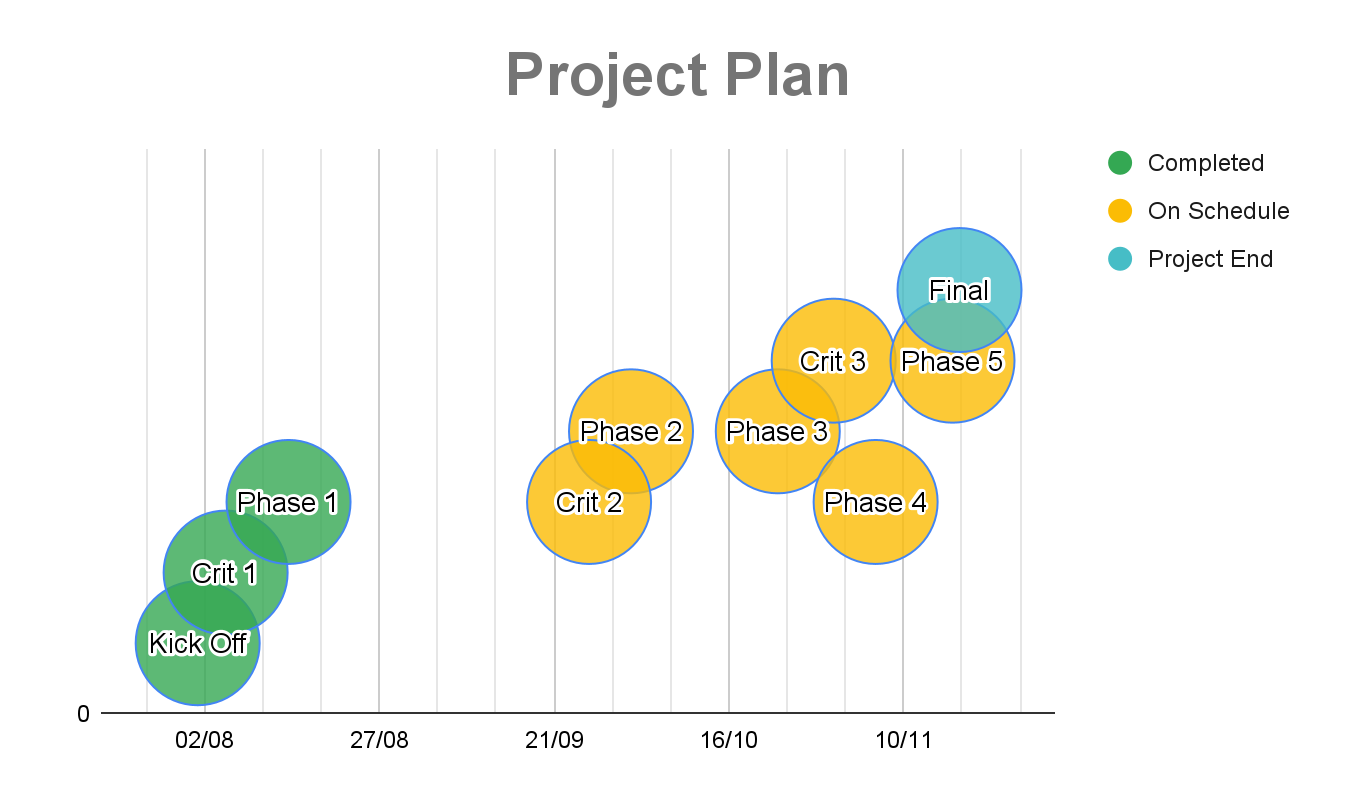 Project Plan
Completed
On Schedule
Project End
Final
Crit 3
Phase 5
Phase 2
Phase 3
Phase 1
Crit 2
Phase 4
Crit 1
Kick Off
0
02/08
27/08
21/09
16/10
10/11